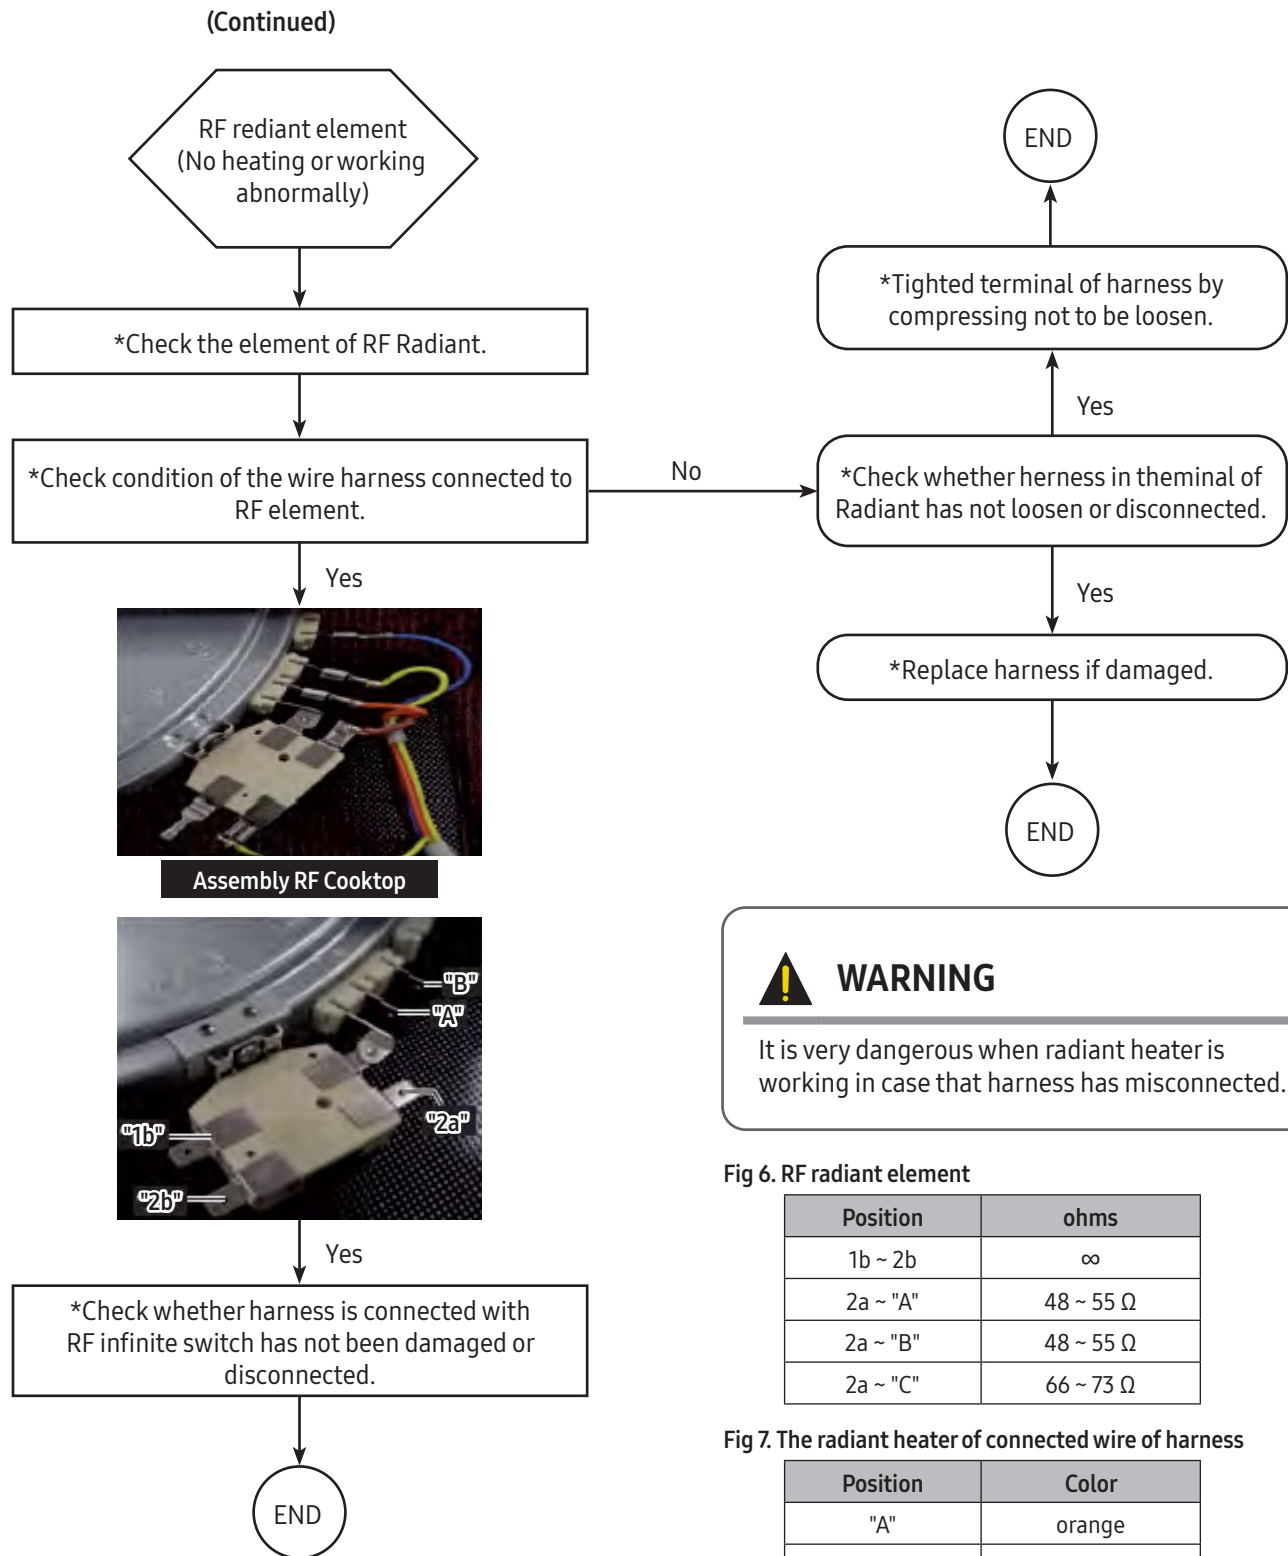 (Continued)
RF rediant element
(No heating or working
abnormally)
*Check the element of RF Radiant.
*Check condition of the wire harness connected to
RF element.
No
Yes
Assembly RF Cooktop
"B"
"A"
"2a"
"1b"
"2b"
Yes
*Check whether harness is connected with
RF infinite switch has not been damaged or
disconnected.
END
END
*Tighted terminal of harness by
compressing not to be loosen.
Yes
*Check whether herness in theminal of
Radiant has not loosen or disconnected.
Yes
*Replace harness if damaged.
END
WARNING
It is very dangerous when radiant heater is
working in case that harness has misconnected.
Fig 6. RF radiant element
Position ohms
1b ~ 2b ∞
2a ~ "A" 48 ~ 55 Ω
2a ~ "B" 48 ~ 55 Ω
2a ~ "C" 66 ~ 73 Ω
Fig 7. The radiant heater of connected wire of harness
Position Color
"A" orange